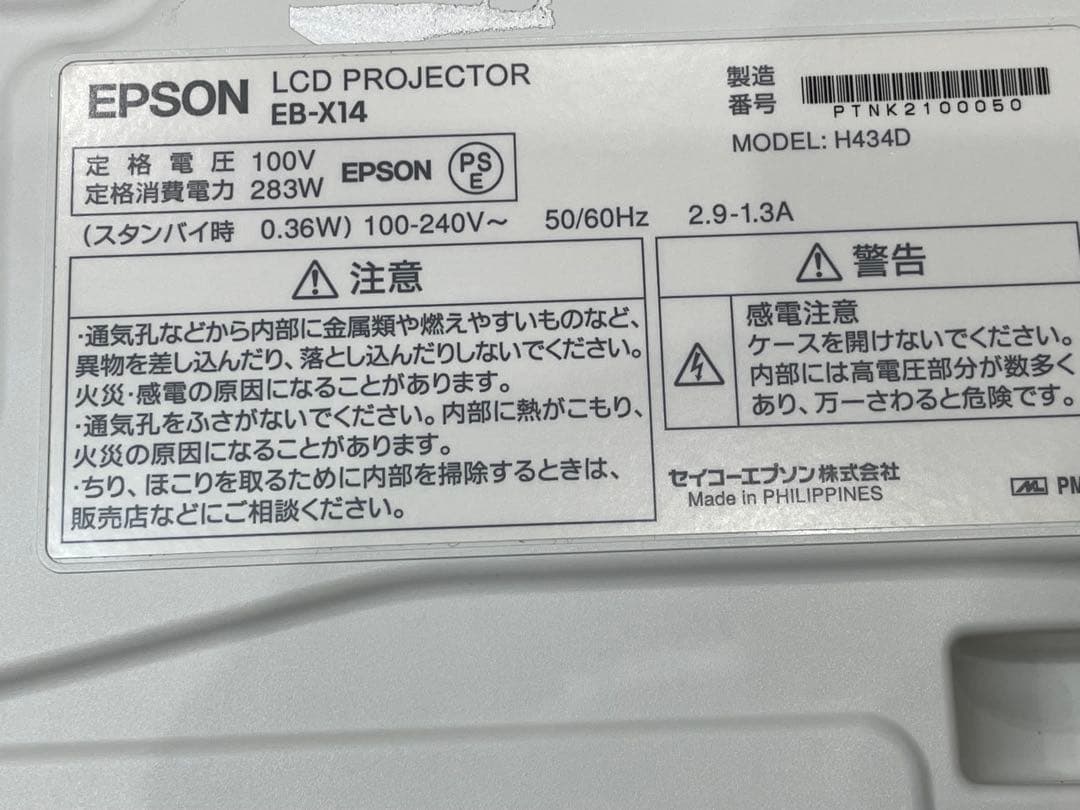 EPSON LCD PROJECTOR
EB-X14
製造
番号
PTNK2100050
MODEL: H434D
定格電圧 100V
定格消費電力 283W
EPSON
PS
E
(スタンバイ時 0.36W) 100-240V～ 50/60Hz 2.9-1.3A
注意
・通気孔などから内部に金属類や燃えやすいものなど、
異物を差し込んだり、落とし込んだりしないでください。
火災・感電の原因になることがあります。
・通気孔をふさがないでください。内部に熱がこもり、
火災の原因になることがあります。
・ちり、ほこりを取るために内部を掃除するときは、
販売店などにご相談ください。
警告
感電注意
ケースを開けないでください。
内部には高電圧部分が数多く
あり、万一さわると危険です。
セイコーエプソン株式会社
Made in PHILIPPINES